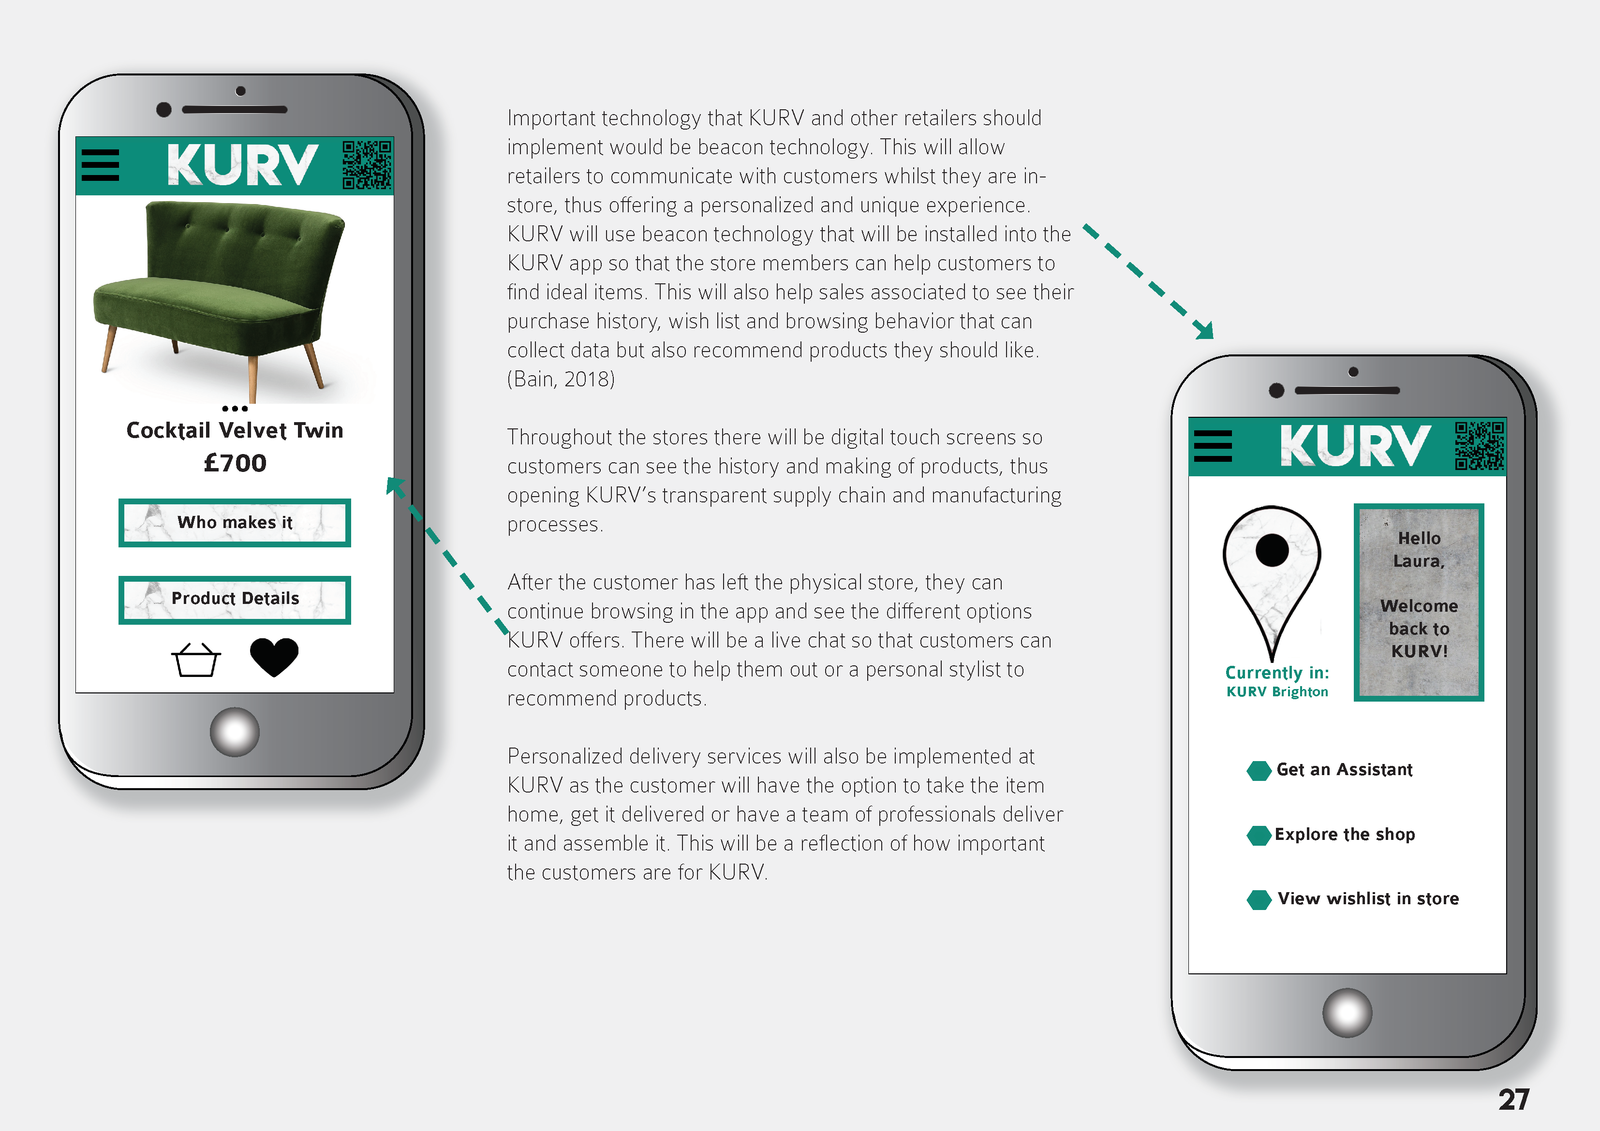 KURV
Cocktail Velvet Twin
£700
Who makes it
Product Details
Important technology that KURV and other retailers should
implement would be beacon technology. This will allow
retailers to communicate with customers whilst they are in-
store, thus offering a personalized and unique experience.
KURV will use beacon technology that will be installed into the
KURV app so that the store members can help customers to
find ideal items. This will also help sales associated to see their
purchase history, wish list and browsing behavior that can
collect data but also recommend products they should like.
(Bain, 2018)
Throughout the stores there will be digital touch screens so
customers can see the history and making of products, thus
opening KURV’s transparent supply chain and manufacturing
processes.
After the customer has left the physical store, they can
continue browsing in the app and see the different options
KURV offers. There will be a live chat so that customers can
contact someone to help them out or a personal stylist to
recommend products.
Personalized delivery services will also be implemented at
KURV as the customer will have the option to take the item
home, get it delivered or have a team of professionals deliver
it and assemble it. This will be a reflection of how important
the customers are for KURV.
KURV
Hello
Laura,
Welcome
back to
KURV!
Currently in:
KURV Brighton
Get an Assistant
Explore the shop
View wishlist in store
27